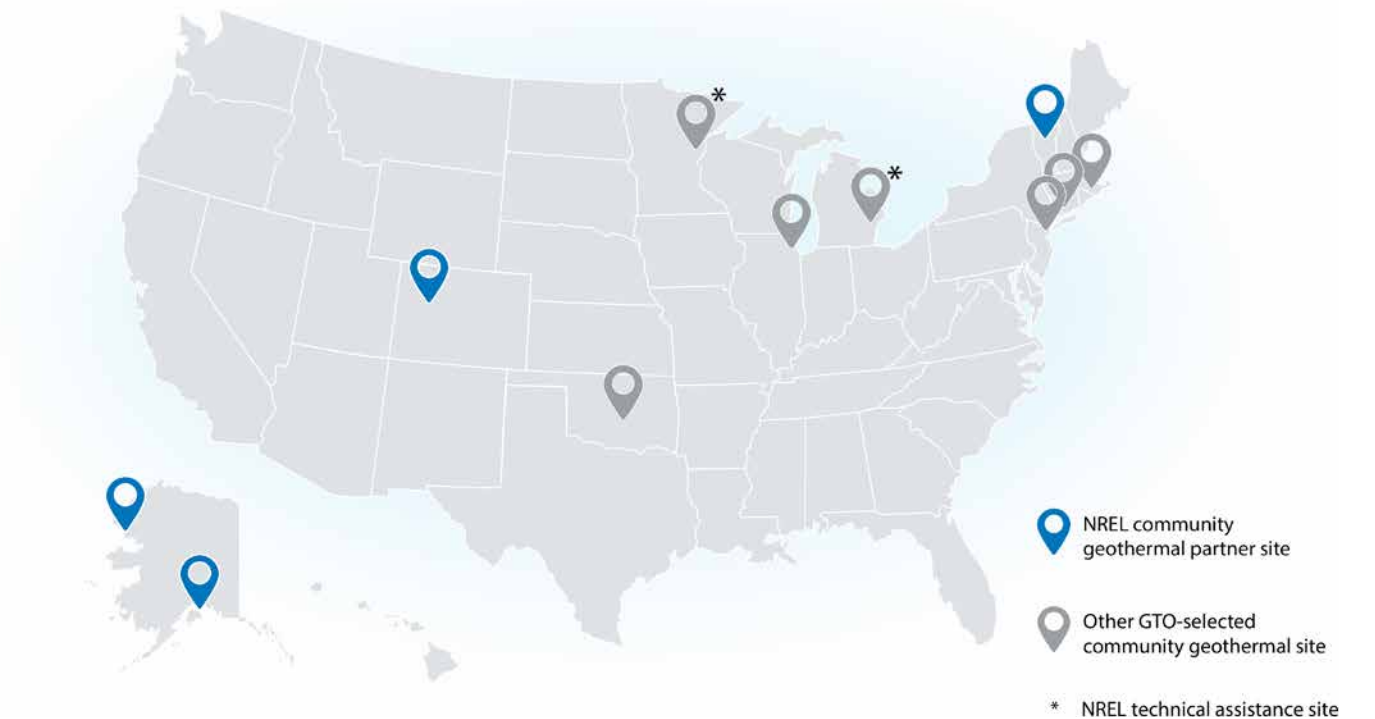 *
*
NREL community
geothermal partner site
Other GTO-selected
community geothermal site
* NREL technical assistance site